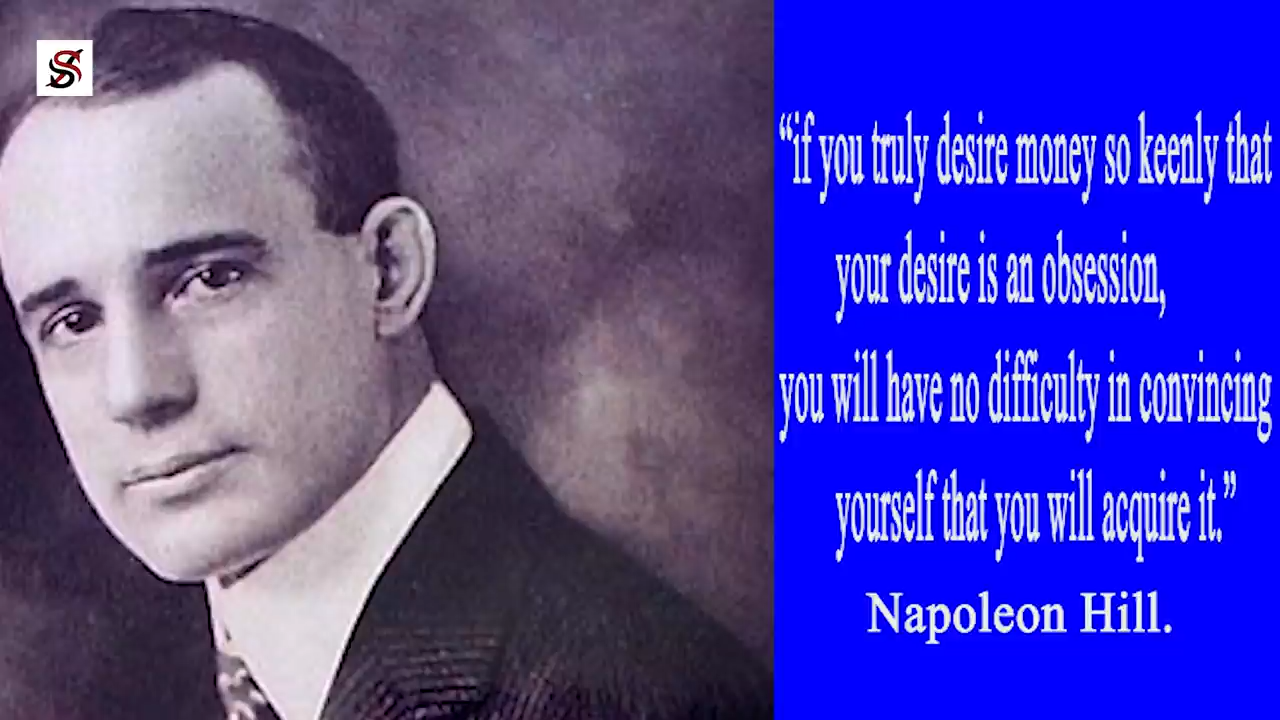 S
“if you truly desire money so keenly that
your desire is an obsession,
you will have no difficulty in convincing
yourself that you will acquire it.”
Napoleon Hill.